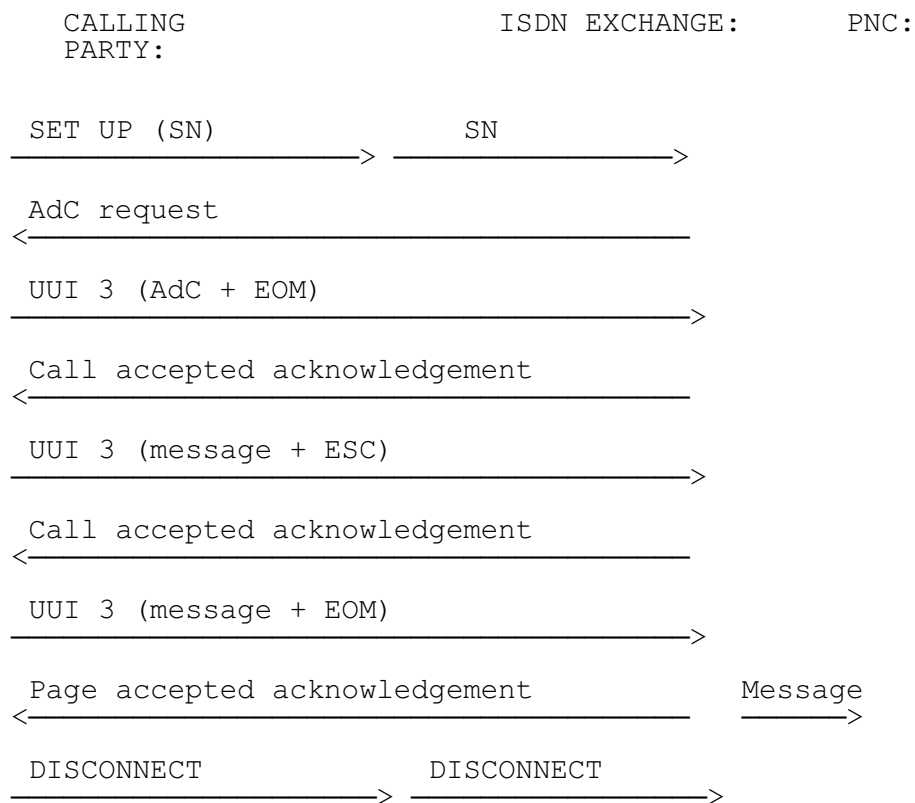 CALLING ISDN EXCHANGE: PNC:
PARTY:
SET UP (SN) SN
AdC request
UUI 3 (AdC + EOM)
Call accepted acknowledgement
UUI 3 (message + ESC)
Call accepted acknowledgement
UUI 3 (message + EOM)
Page accepted acknowledgement Message
DISCONNECT DISCONNECT